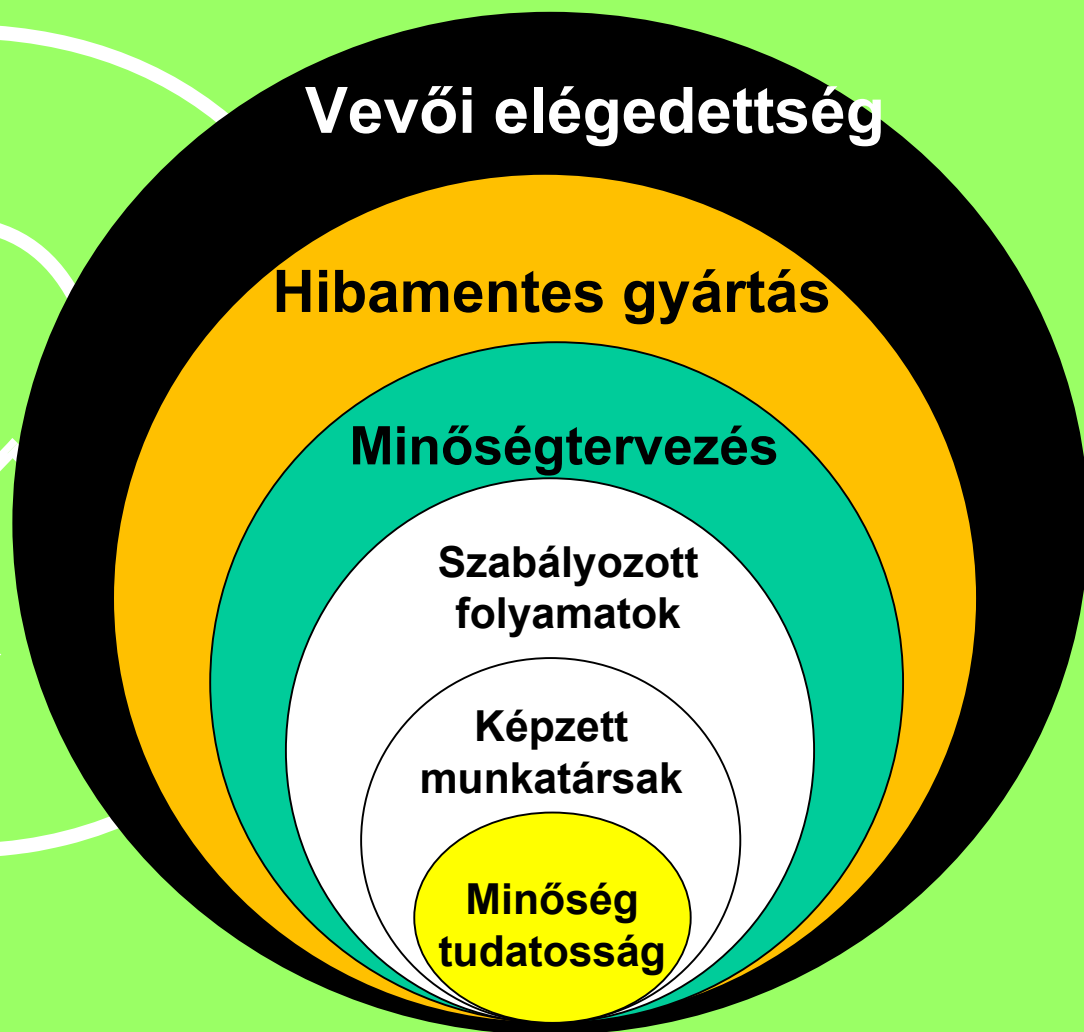 Vevői elégedettség
Hibamentes gyártás
Minőségtervezés
Szabályozott
folyamatok
Képzett
munkatársak
Minőség
tudatosság